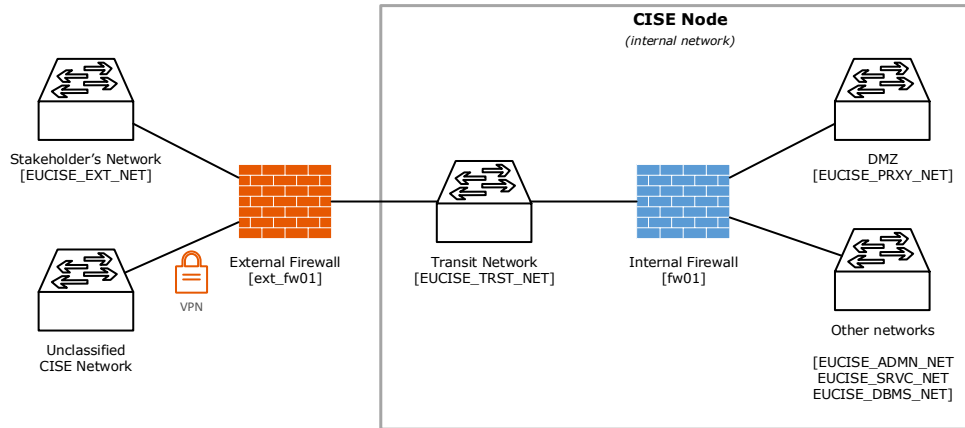 CISE Node
(internal network)
Stakeholder's Network
[EUCISE_EXT_NET]
DMZ
[EUCISE_PRXY_NET]
External Firewall
[ext_fw01]
Transit Network
[EUCISE_TRST_NET]
Internal Firewall
[fw01]
VPN
Unclassified
CISE Network
Other networks
[EUCISE_ADMN_NET
EUCISE_SRVC_NET
EUCISE_DBMS_NET]